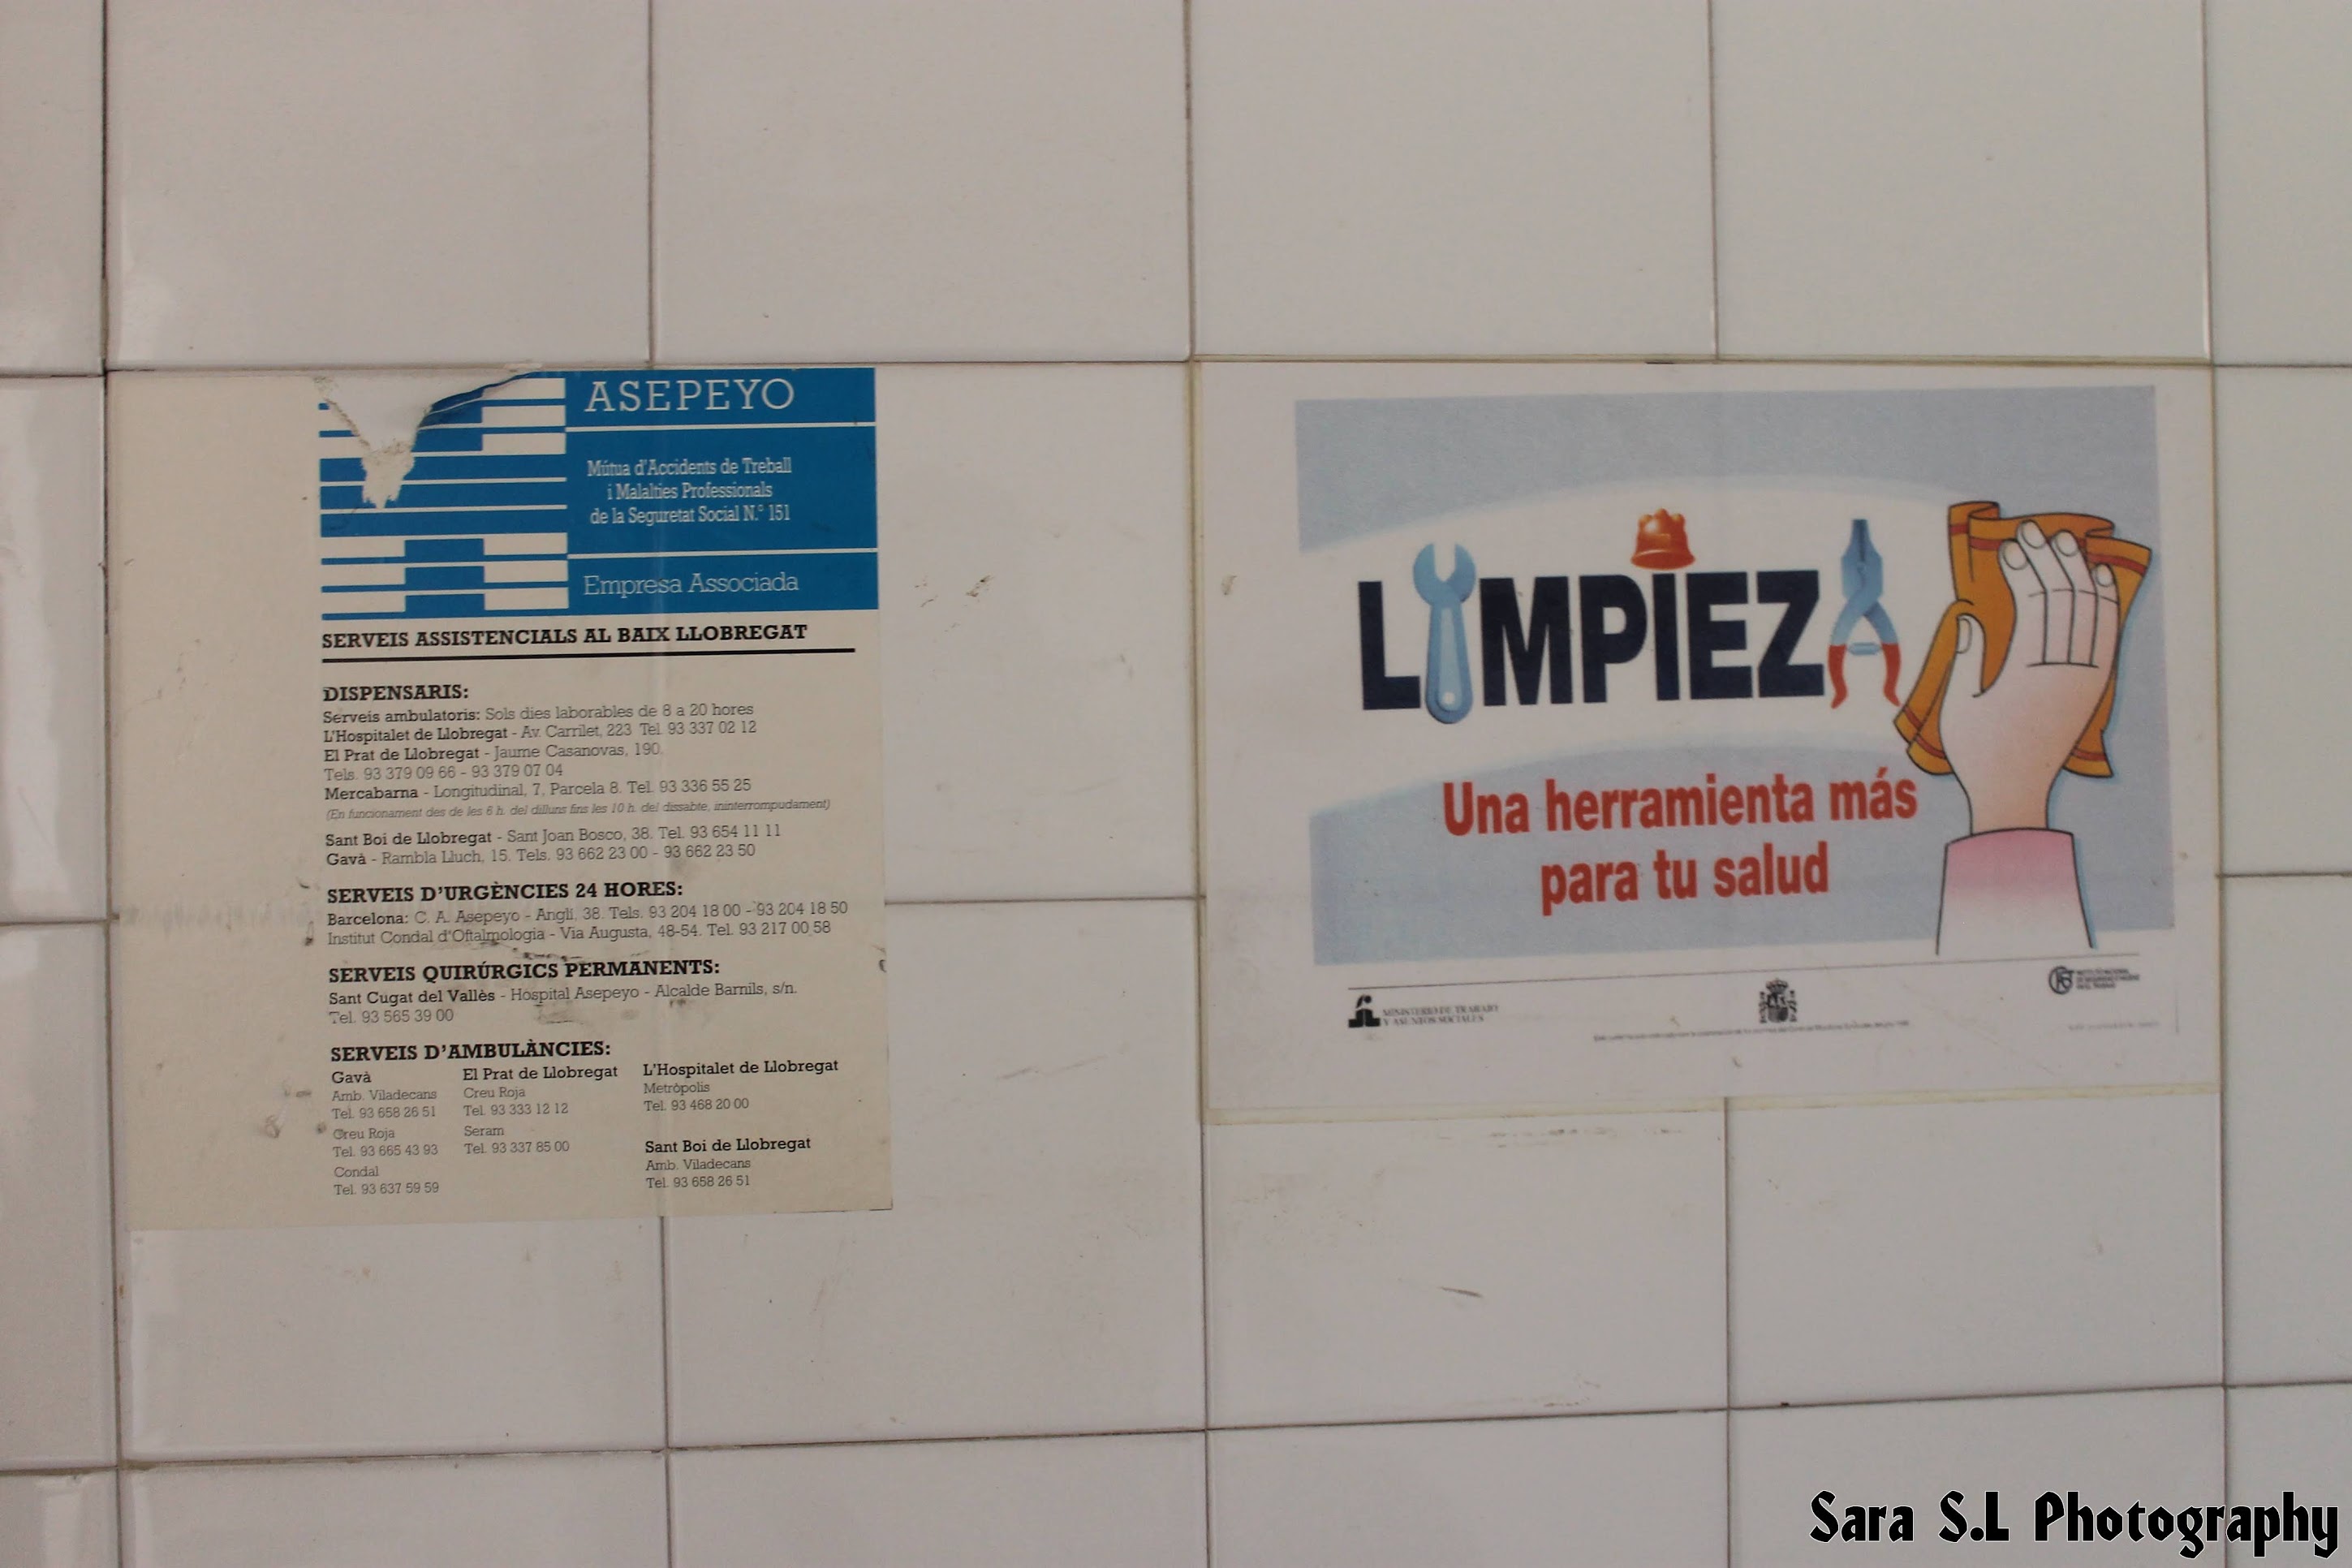 ASEPEYO
Mútua d'Accidents de Treball
i Malalties Professionals
de la Seguretat Social N.º 151
Empresa Associada
SERVEIS ASSISTENCIALS AL BAIX LLOBREGAT
DISPENSARIS:
Serveis ambulatoris: Sols dies laborables de 8 a 20 hores
L'Hospitalet de Llobregat - Av. Carrilet, 223 Tel. 93 337 02 12
El Prat de Llobregat - Jaume Casanovas, 190.
Tels. 93 379 09 66 - 93 379 07 04
Mercabarna - Longitudinal, 7, Parcela 8. Tel. 93 336 55 25
(En funcionament des de les 6 h. del dilluns fins les 10 h. del dissabte, ininterrompudament)
Sant Boi de Llobregat - Sant Joan Bosco, 38. Tel. 93 654 11 11
Gavà - Rambla Lluch, 15. Tels. 93 662 23 00 - 93 662 23 50
SERVEIS D'URGÈNCIES 24 HORES:
Barcelona: C. A. Asepeyo - Anglí, 38. Tels. 93 204 18 00 - 93 204 18 50
Institut Condal d'Oftalmologia - Via Augusta, 48-54. Tel. 93 217 00 58
SERVEIS QUIRÚRGICS PERMANENTS:
Sant Cugat del Vallès - Hospital Asepeyo - Alcalde Barnils, s/n.
Tel. 93 565 39 00
SERVEIS D'AMBULÀNCIES:
Gavà
Amb. Viladecans
Tel. 93 658 26 51
Creu Roja
Tel. 93 665 43 93
Condal
Tel. 93 637 59 59
El Prat de Llobregat
Creu Roja
Tel. 93 333 12 12
Seram
Tel. 93 337 85 00
L'Hospitalet de Llobregat
Metròpolis
Tel. 93 468 20 00
Sant Boi de Llobregat
Amb. Viladecans
Tel. 93 658 26 51
LIMPIEZA
Una herramienta más
para tu salud
MINISTERIO DE TRABAJO
Y ASUNTOS SOCIALES
Sara S.L Photography